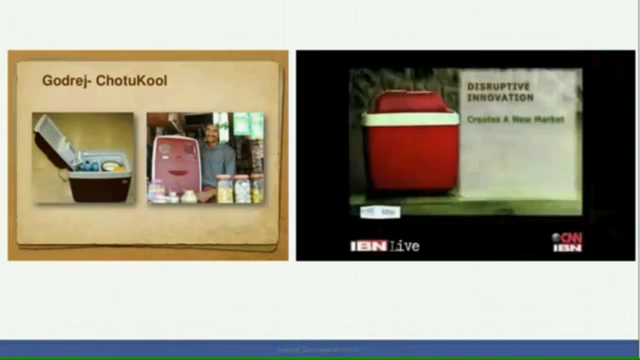 Godrej- ChotuKool
DISRUPTIVE
INNOVATION
Creates A New Market
IBN Live
CNN
IBN